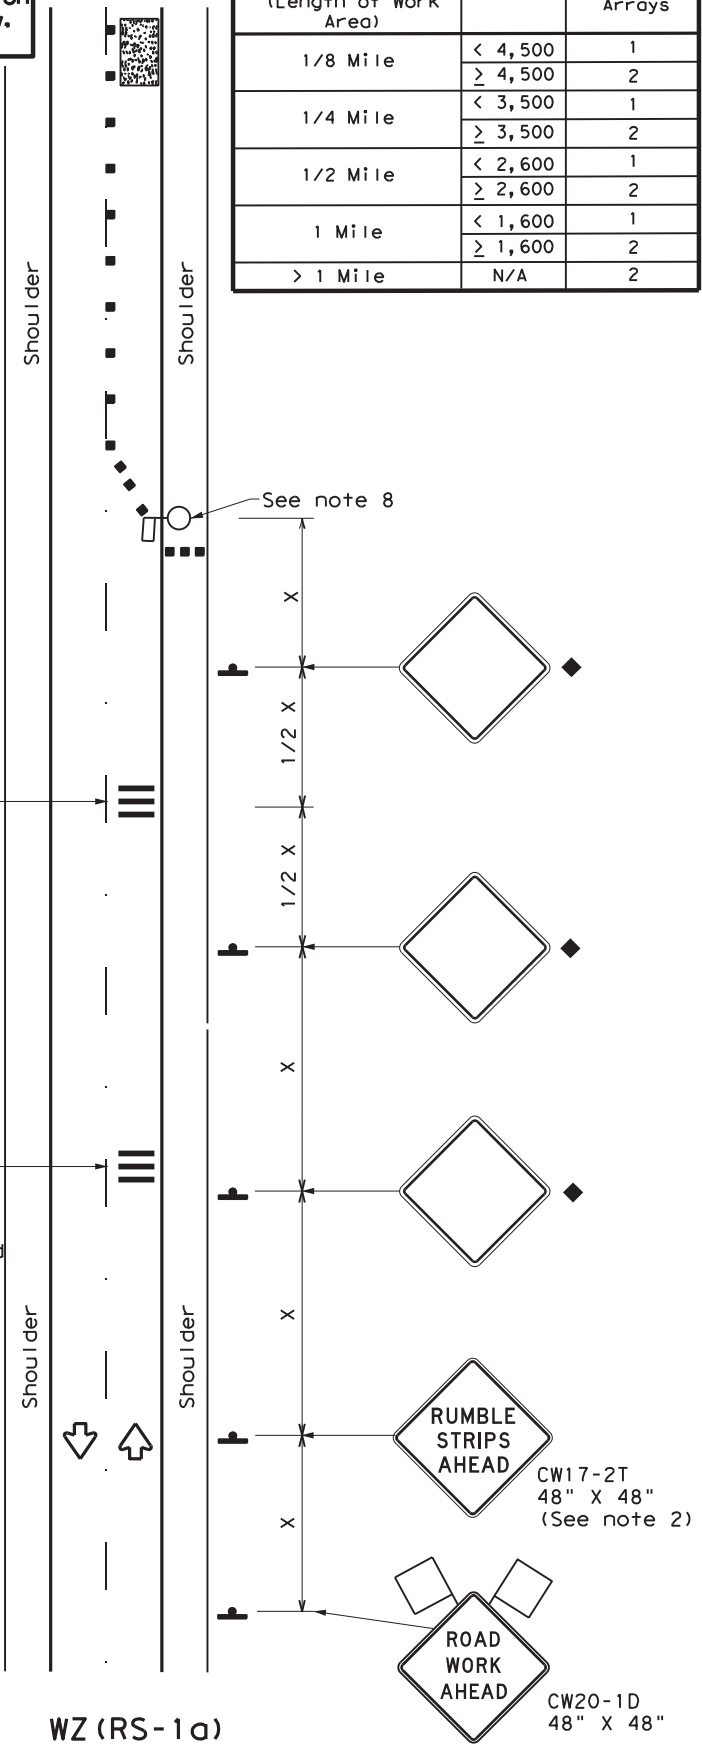 (Length of Work
Area)
Arrays
1/8 Mile
< 4,500
1
≥ 4,500
2
1/4 Mile
< 3,500
1
≥ 3,500
2
1/2 Mile
< 2,600
1
≥ 2,600
2
1 Mile
< 1,600
1
≥ 1,600
2
> 1 Mile
N/A
2
Shoulder
Shoulder
See note 8
X
1/2 X
1/2 X
X
X
Shoulder
Shoulder
RUMBLE
STRIPS
AHEAD
CW17-2T
48" X 48"
(See note 2)
X
ROAD
WORK
AHEAD
CW20-1D
48" X 48"
WZ(RS-1a)